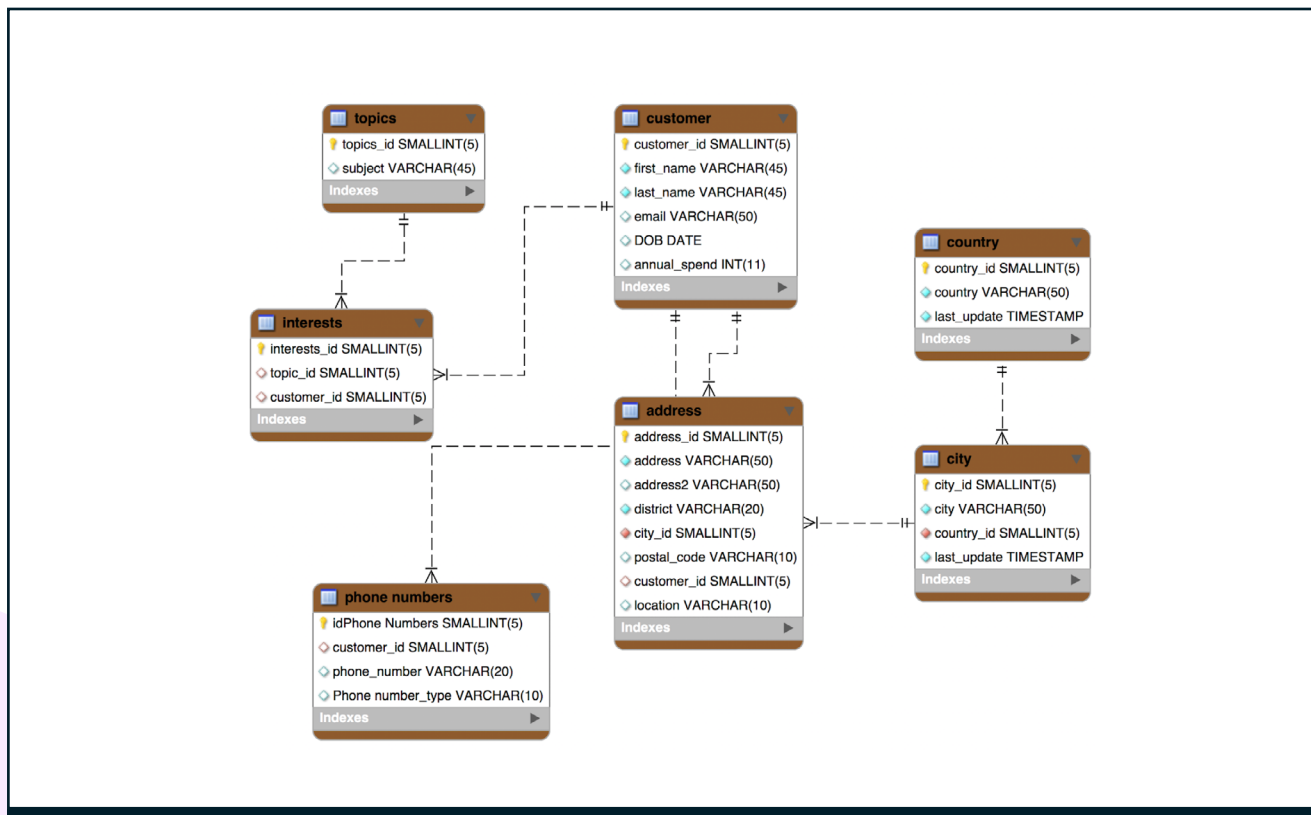 topics
topics_id SMALLINT(5)
subject VARCHAR(45)
Indexes
customer
customer_id SMALLINT(5)
first_name VARCHAR(45)
last_name VARCHAR(45)
email VARCHAR(50)
DOB DATE
annual_spend INT(11)
Indexes
country
country_id SMALLINT(5)
country VARCHAR(50)
last_update TIMESTAMP
Indexes
interests
interests_id SMALLINT(5)
topic_id SMALLINT(5)
customer_id SMALLINT(5)
Indexes
address
address_id SMALLINT(5)
address VARCHAR(50)
address2 VARCHAR(50)
district VARCHAR(20)
city_id SMALLINT(5)
postal_code VARCHAR(10)
customer_id SMALLINT(5)
location VARCHAR(10)
Indexes
city
city_id SMALLINT(5)
city VARCHAR(50)
country_id SMALLINT(5)
last_update TIMESTAMP
Indexes
phone numbers
idPhone Numbers SMALLINT(5)
customer_id SMALLINT(5)
phone_number VARCHAR(20)
Phone number_type VARCHAR(10)
Indexes